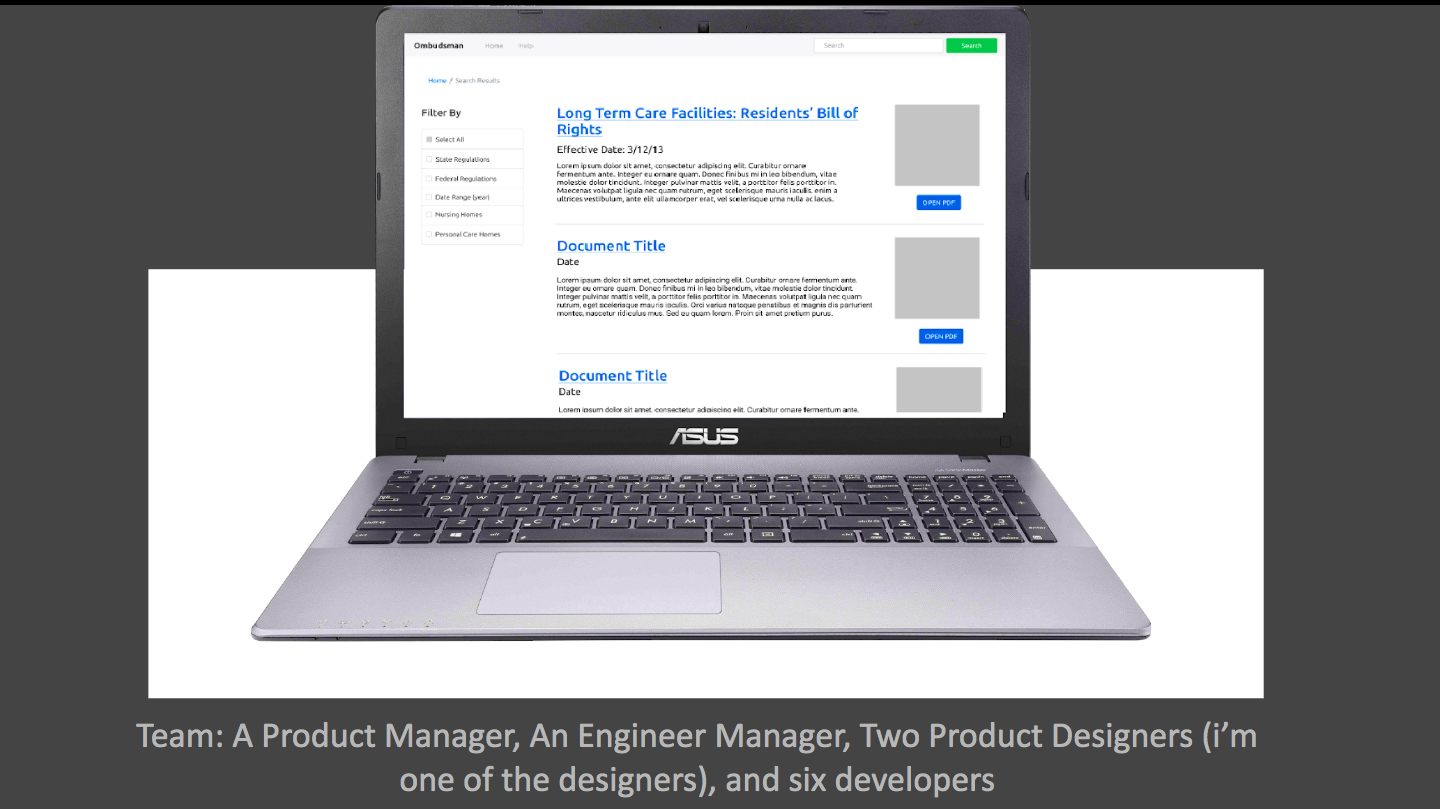 Ombudsman Home Help Search Search
Home / Search Results
Filter By
Select All
State Regulations
Federal Regulations
Date Range (year)
Nursing Homes
Personal Care Homes
Long Term Care Facilities: Residents' Bill of
Rights
Effective Date: 3/12/13
Lorem ipsum dolor sit amet, consectetur adipiscing elit. Curabitur ornare
fermentum ante. Integer eu ornare quam. Donec finibus mi in leo bibendum, vitae
molestie dolor tincidunt. Integer pulvinar mattis velit, a porttitor felis porttitor in.
Maecenas volutpat ligula nec quam rutrum, eget scelerisque mauris iaculis. enim a
ultrices vestibulum, ante elit ullamcorper erat, vel scelerisque urna nulla ac lacus.
OPEN PDF
Document Title
Date
Lorem ipsum dolor sit amet, consectetur adipiscing elit. Curabitur ornare fermentum ante.
Integer eu ornare quam. Donec finibus mi in leo bibendum, vitae molestie dolor tincidunt.
Integer pulvinar mattis velit, a porttitor felis porttitor in. Maecenas volutpat ligula nec quam
rutrum, eget scelerisque mauris iaculis. Orci varius natoque penatibus et magnis dis parturient
montes, nascetur ridiculus mus. Sed eu quam lorem. Proin sit amet pretium purus.
OPEN PDF
Document Title
Date
Lorem ipsum dolor sit amet, consectetur adipiscing elit. Curabitur ornare fermentum ante.
ASUS
Q W E R T Y U I O P
A S D F G H J K L
Z X C V B N M
Team: A Product Manager, An Engineer Manager, Two Product Designers (i'm
one of the designers), and six developers